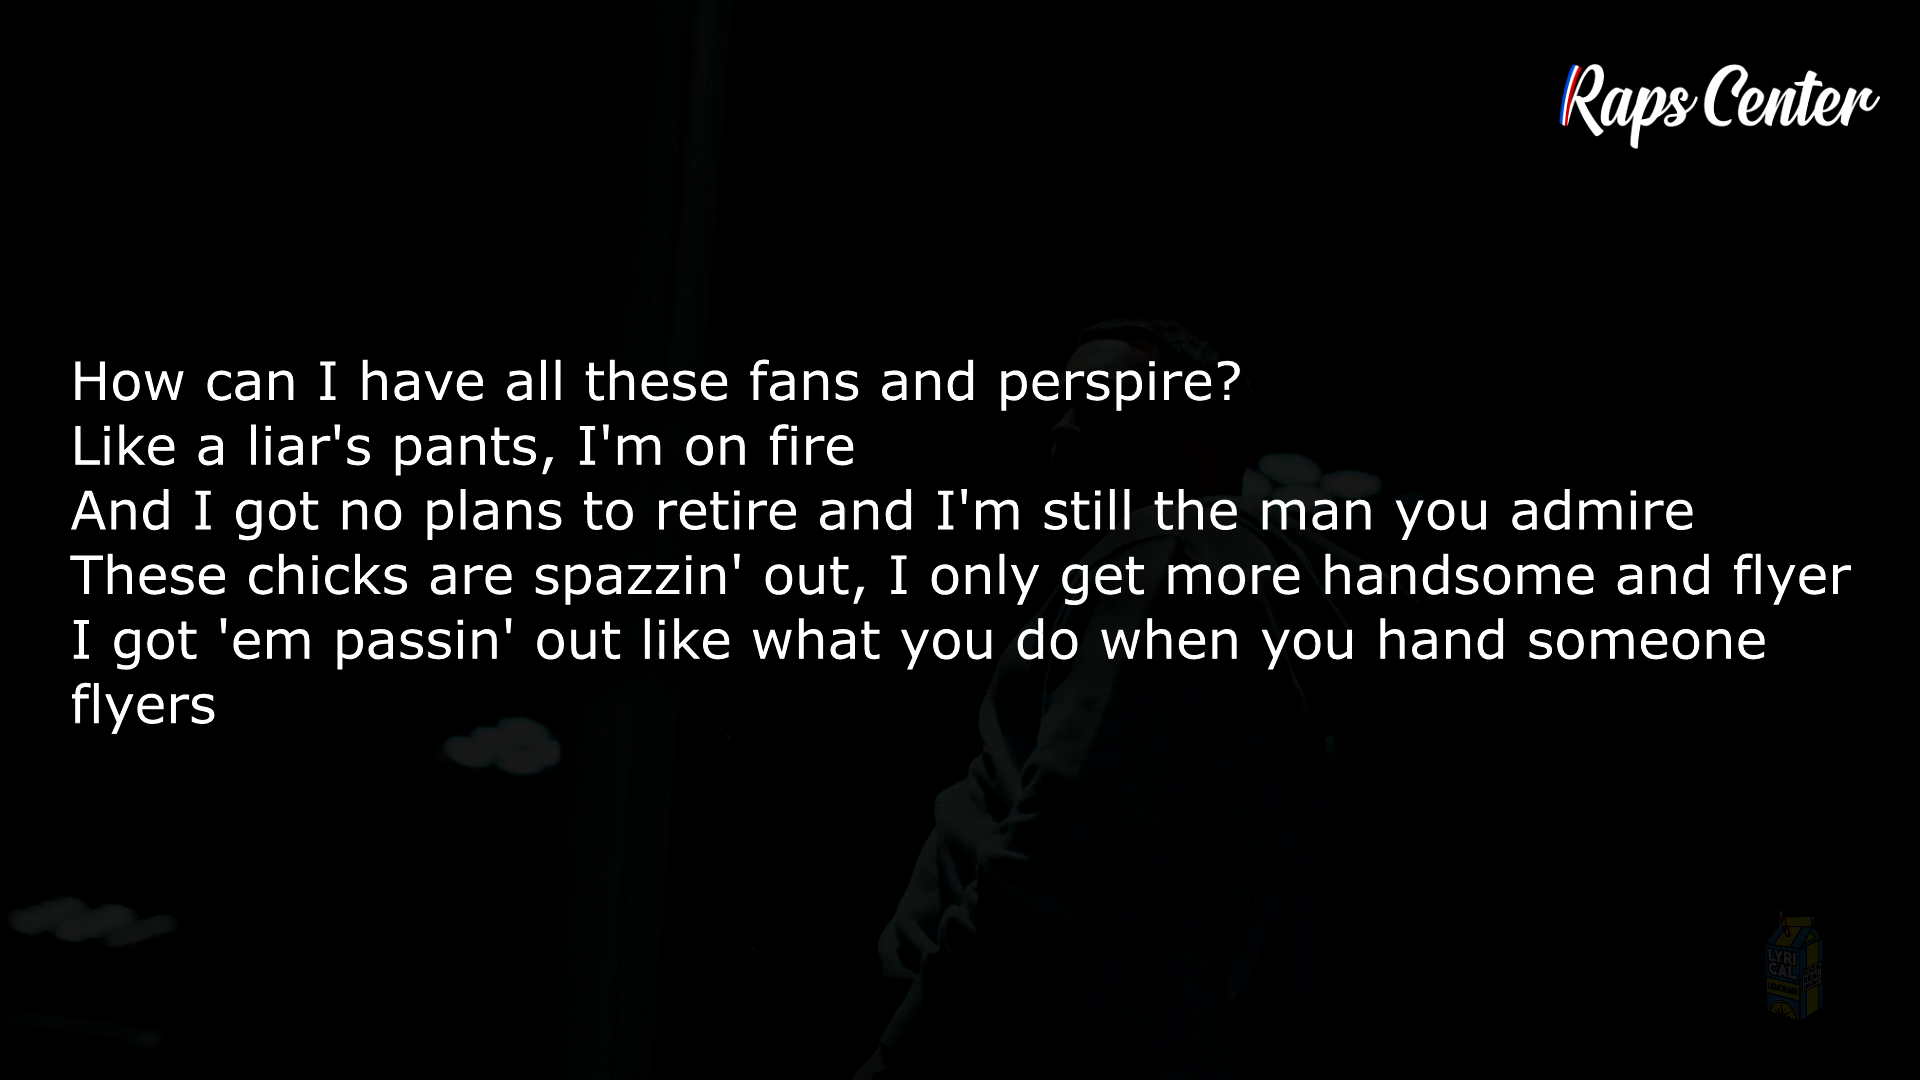 Raps Center
How can I have all these fans and perspire?
Like a liar's pants, I'm on fire
And I got no plans to retire and I'm still the man you admire
These chicks are spazzin' out, I only get more handsome and flyer
I got 'em passin' out like what you do when you hand someone
flyers
LYRI
CAL